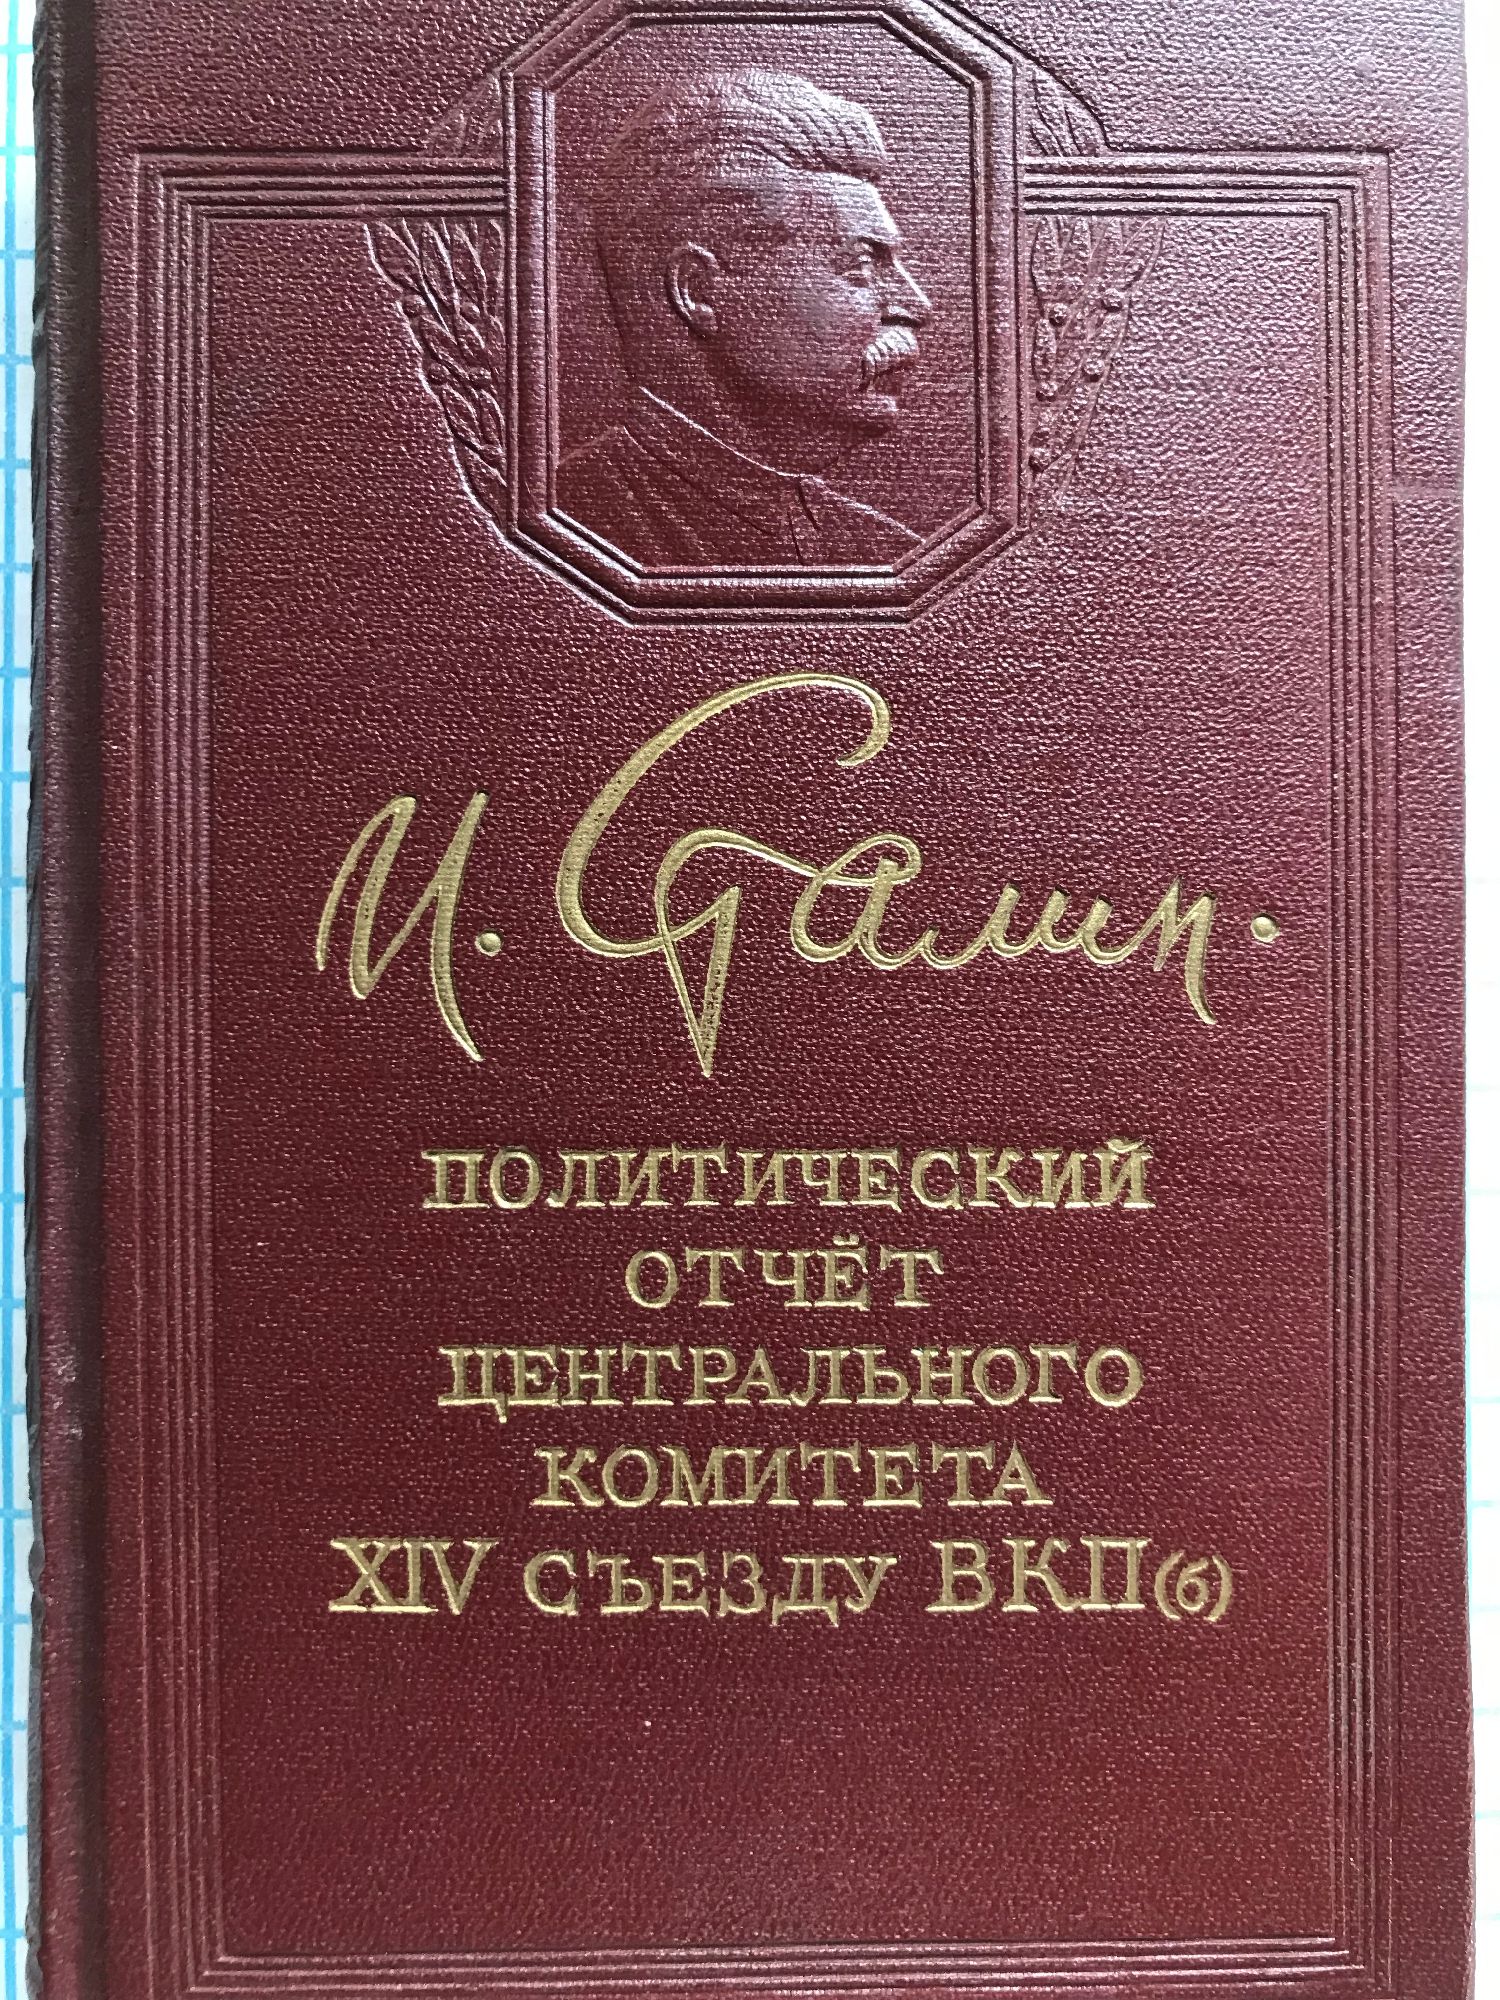 И. Сталин.
ПОЛИТИЧЕСКИЙ
ОТЧЁТ
ЦЕНТРАЛЬНОГО
КОМИТЕТА
XIV СЪЕЗДУ ВКП(б)